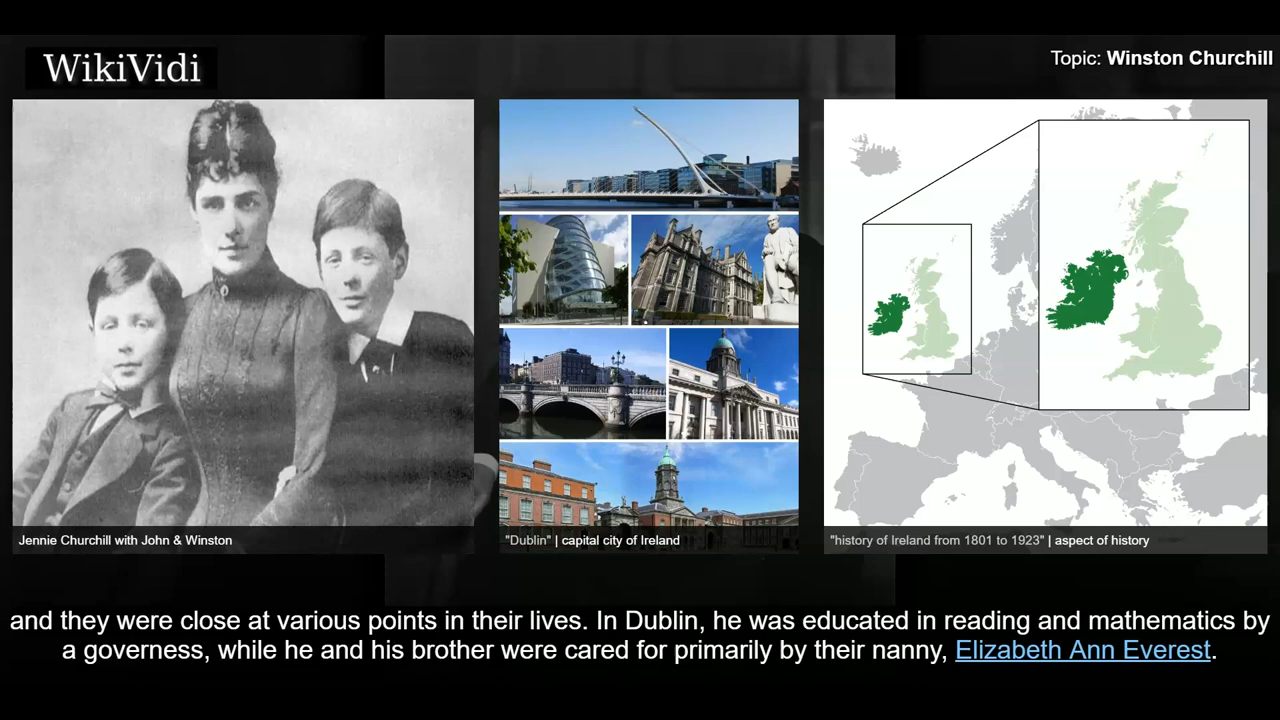 WikiVidi
Topic: Winston Churchill
Jennie Churchill with John & Winston
"Dublin" | capital city of Ireland
"history of Ireland from 1801 to 1923" | aspect of history
and they were close at various points in their lives. In Dublin, he was educated in reading and mathematics by
a governess, while he and his brother were cared for primarily by their nanny, Elizabeth Ann Everest.